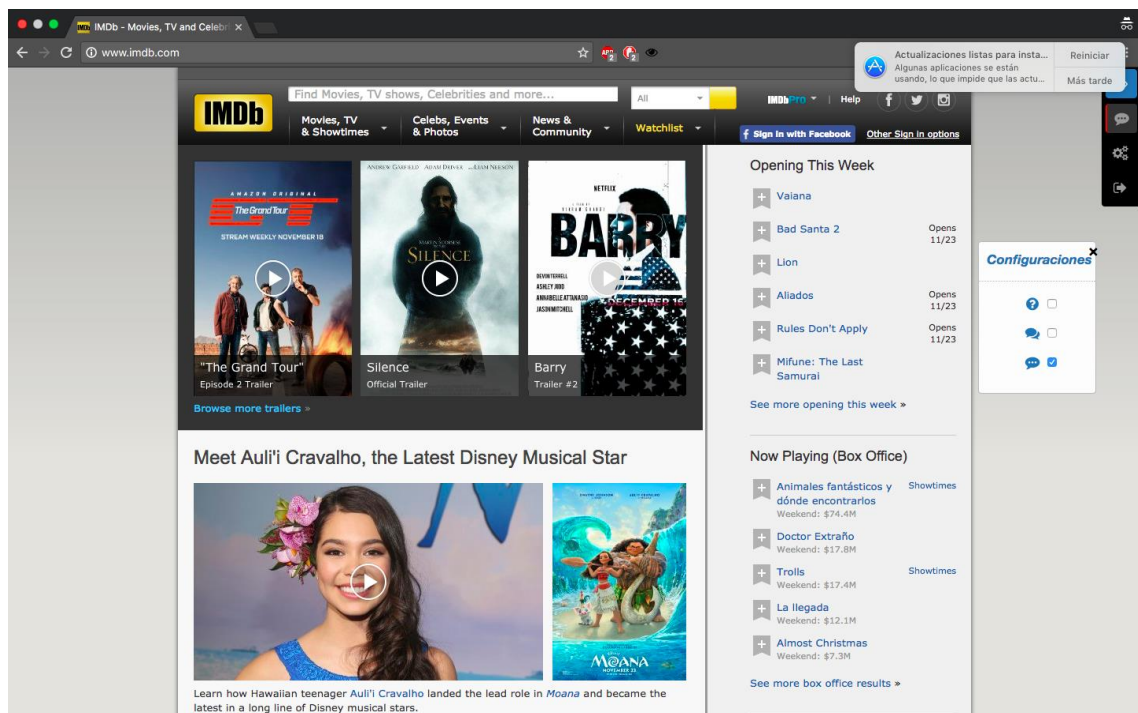 IMDb - Movies, TV and Celebri
www.imdb.com
2
2
Actualizaciones listas para insta...
Algunas aplicaciones se están
usando, lo que impide que las actu...
Reiniciar
Más tarde
IMDb
Find Movies, TV shows, Celebrities and more...
All
IMDbPro
Help
Movies, TV
& Showtimes
Celebs, Events
& Photos
News &
Community
Watchlist
Sign in with Facebook
Other Sign in options
AMAZON ORIGINAL
The Grand Tour
STREAM WEEKLY NOVEMBER 18
"The Grand Tour"
Episode 2 Trailer
ANDREW GARFIELD ADAM DRIVER LIAM NEESON
SILENCE
Silence
Official Trailer
NETFLIX
BARRY
DEVON TERRELL
ASHLEY JUDD
ANNABELLE ATTANASIO
JASON MITCHELL
DECEMBER 16
Barry
Trailer #2
Browse more trailers »
Meet Auli'i Cravalho, the Latest Disney Musical Star
MOANA
NOVEMBER 23
Learn how Hawaiian teenager Auli'i Cravalho landed the lead role in Moana and became the
latest in a long line of Disney musical stars.
Opening This Week
Vaiana
Bad Santa 2
Opens
11/23
Lion
Aliados
Opens
11/23
Rules Don't Apply
Opens
11/23
Mifune: The Last
Samurai
See more opening this week »
Now Playing (Box Office)
Animales fantásticos y
dónde encontrarlos
Showtimes
Weekend: $74.4M
Doctor Extraño
Weekend: $17.8M
Trolls
Showtimes
Weekend: $17.4M
La llegada
Weekend: $12.1M
Almost Christmas
Weekend: $7.3M
See more box office results »
Configuraciones